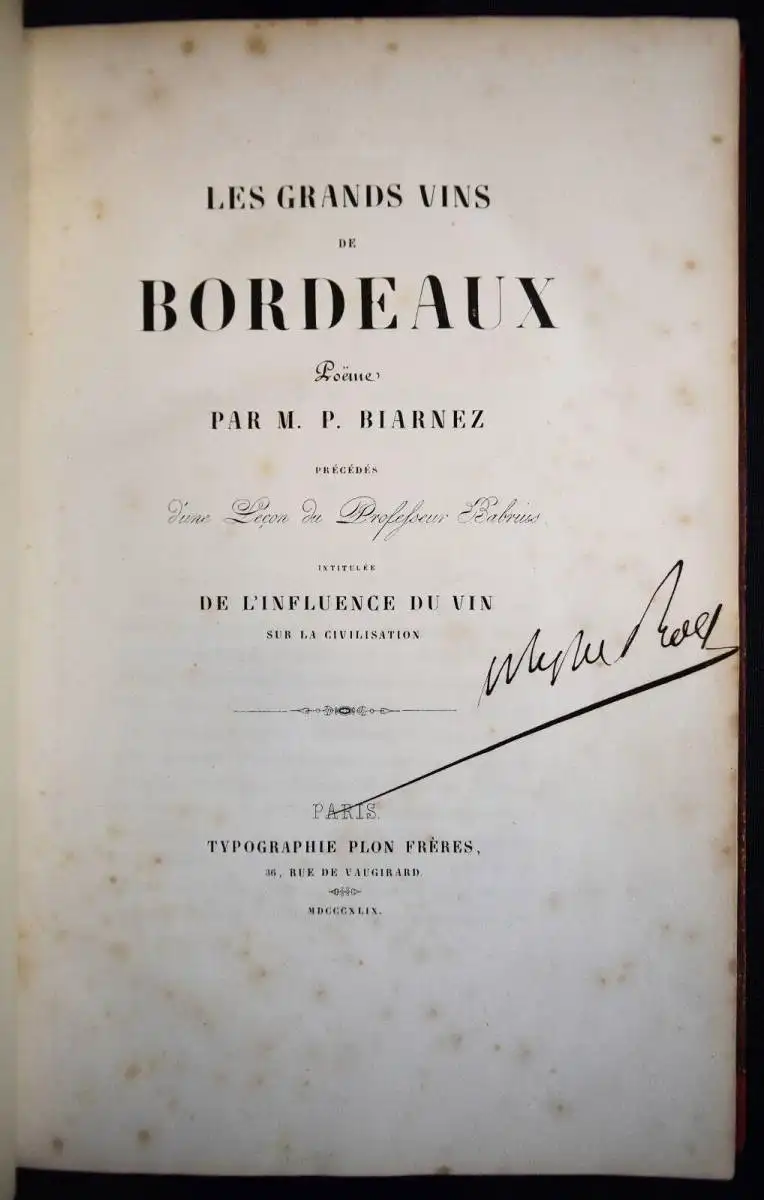 LES GRANDS VINS
DE
BORDEAUX
Poëme
PAR M. P. BIARNEZ
PRÉCÉDÉS
d'une Leçon du Professeur Babrius,
INTITULÉE
DE L'INFLUENCE DU VIN
SUR LA CIVILISATION
PARIS.
TYPOGRAPHIE PLON FRÈRES,
36, RUE DE VAUGIRARD.
MDCCCXLIX.